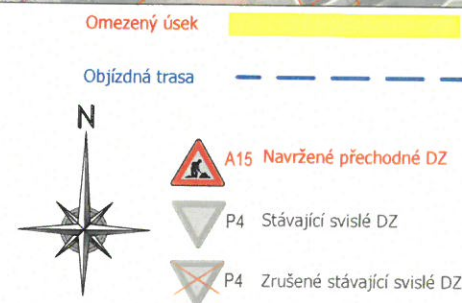 Omezený úsek
Objízdná trasa
N
A15 Navržené přechodné DZ
P4 Stávající svislé DZ
P4 Zrušené stávající svislé DZ